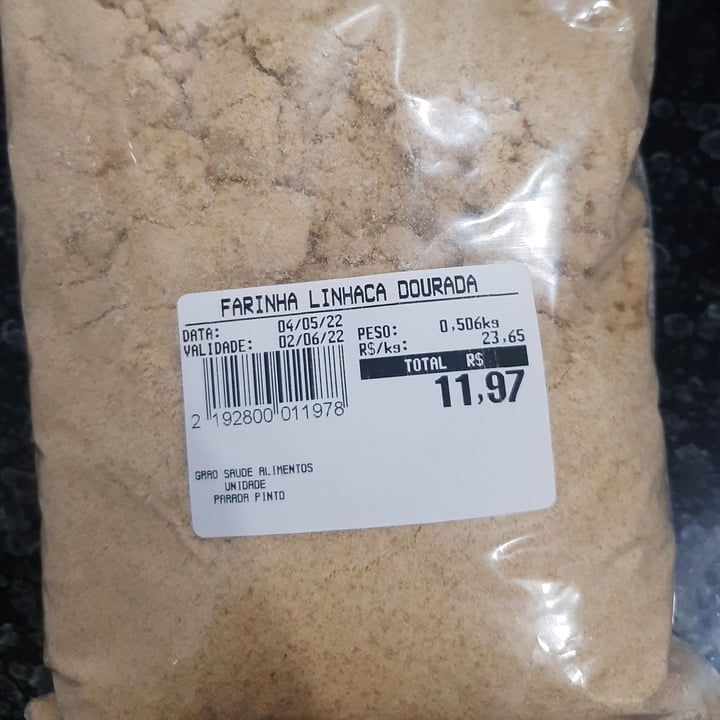 FARINHA LINHACA DOURADA
DATA: 04/05/22
VALIDADE: 02/06/22
PESO: 0,506kg
R$/kg: 23,65
TOTAL R$
11,97
2 192800 011978
GRAO SAUDE ALIMENTOS
UNIDADE
PARADA PINTO